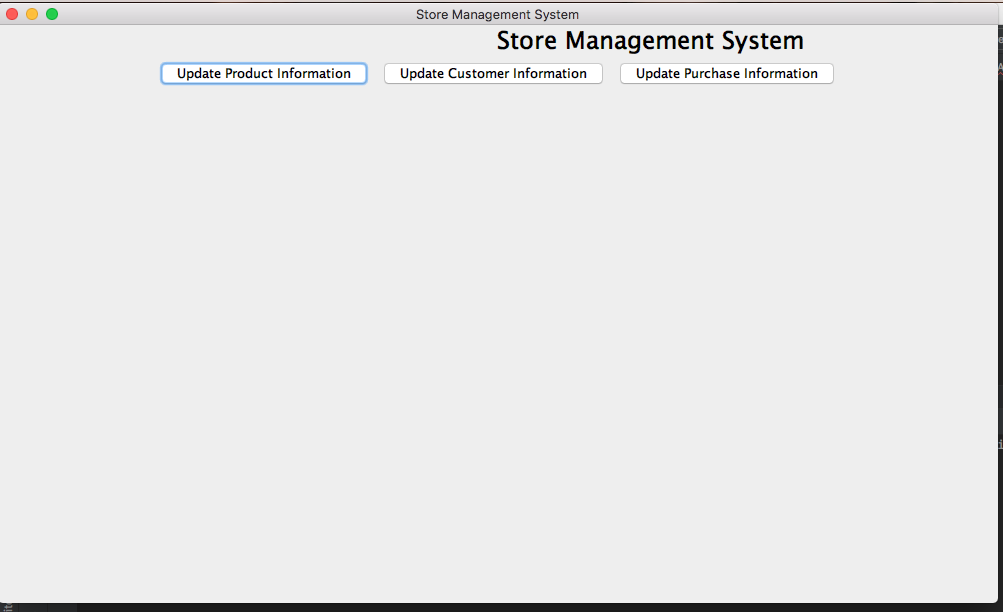 Store Management System
Store Management System
Update Product Information Update Customer Information Update Purchase Information